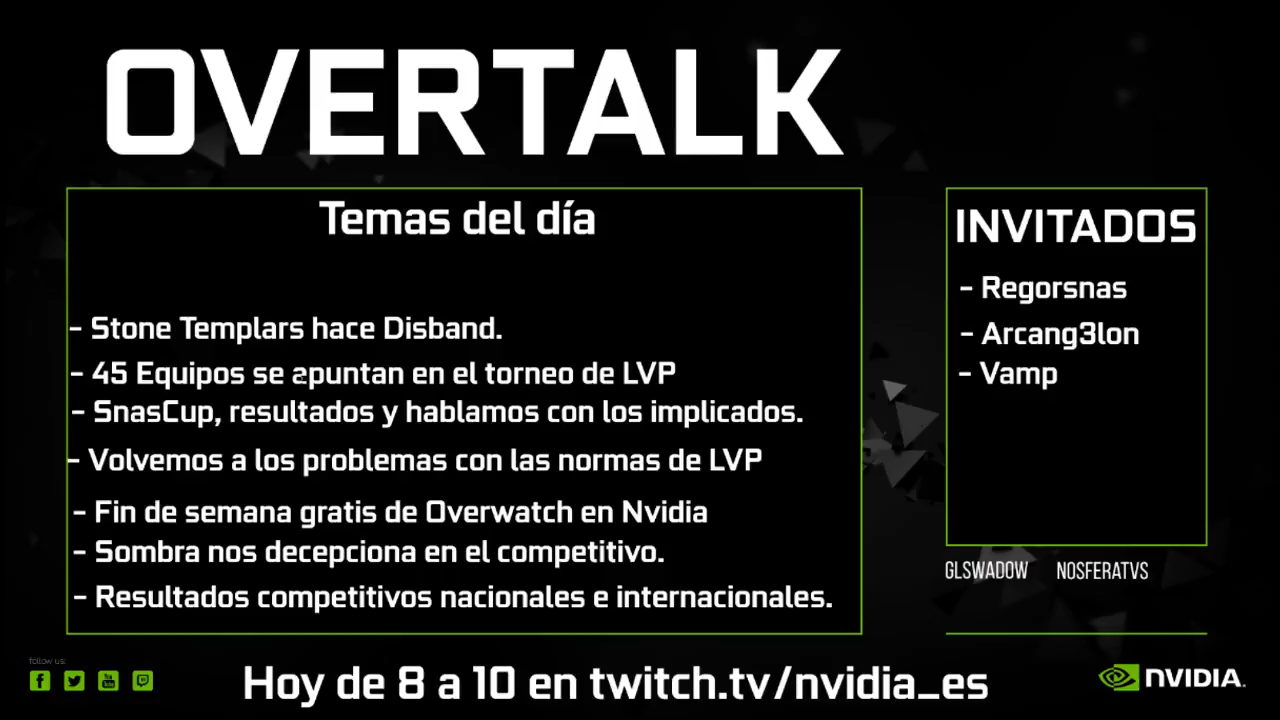 OVERTALK
Temas del día
- Stone Templars hace Disband.
- 45 Equipos se apuntan en el torneo de LVP
- SnasCup, resultados y hablamos con los implicados.
- Volvemos a los problemas con las normas de LVP
- Fin de semana gratis de Overwatch en Nvidia
- Sombra nos decepciona en el competitivo.
- Resultados competitivos nacionales e internacionales.
INVITADOS
- Regorsnas
- Arcang3lon
- Vamp
GLSWADOW NOSFERATVS
follow us:
Hoy de 8 a 10 en twitch.tv/nvidia_es
NVIDIA.